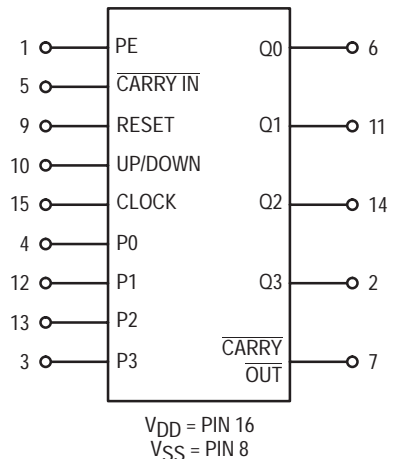 1 PE Q0 6
5 CARRY IN
9 RESET Q1 11
10 UP/DOWN
15 CLOCK Q2 14
4 P0
12 P1 Q3 2
13 P2
CARRY
3 P3 OUT 7
VDD = PIN 16
VSS = PIN 8